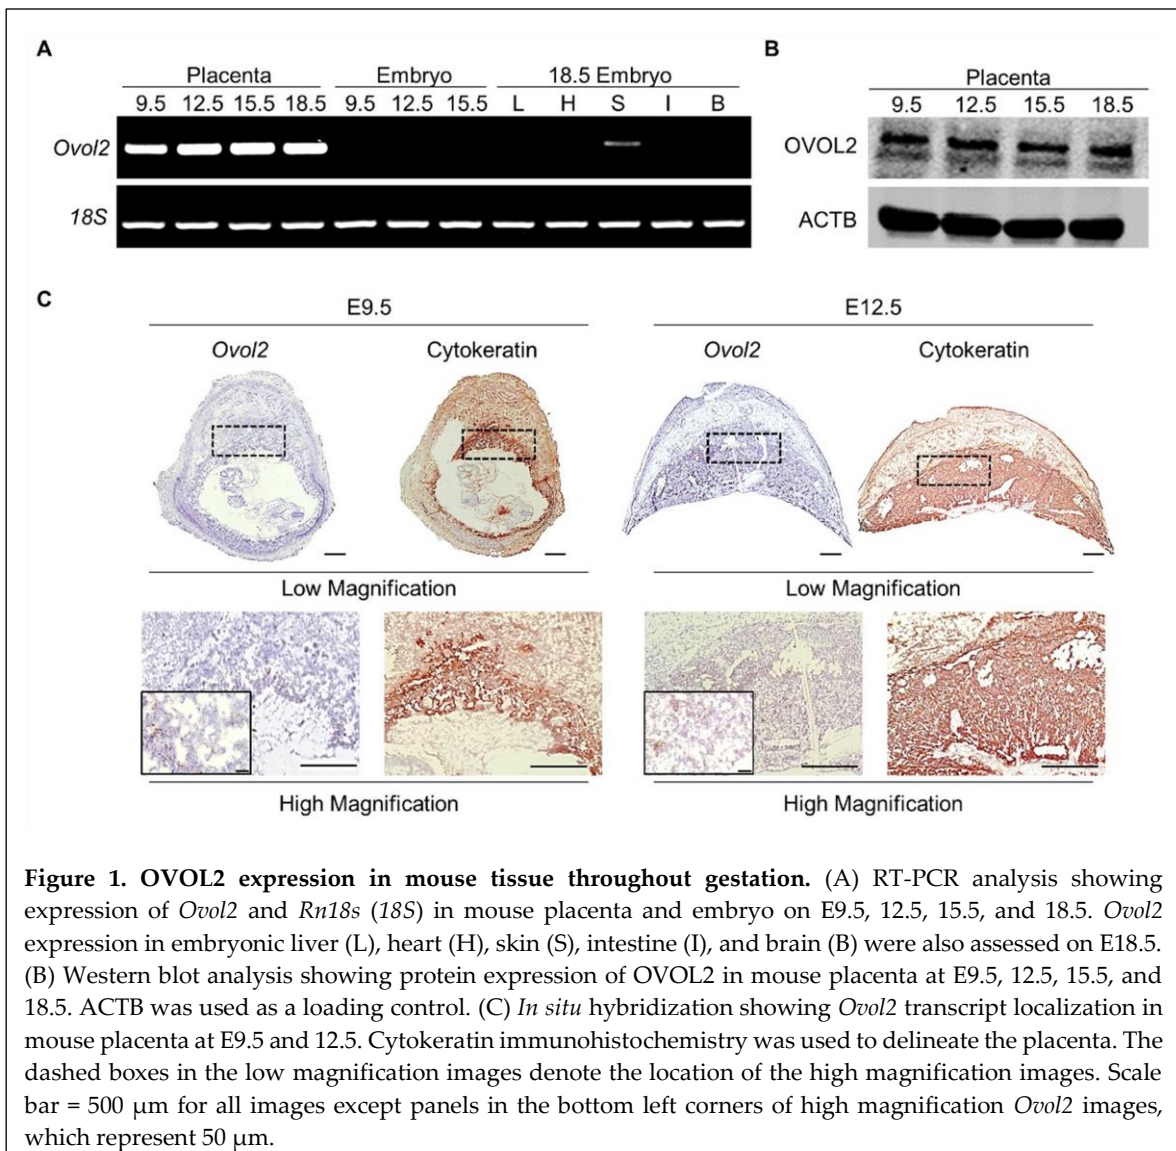 A
Placenta Embryo 18.5 Embryo
9.5 12.5 15.5 18.5 9.5 12.5 15.5 L H S I B
Ovol2
18S
B
Placenta
9.5 12.5 15.5 18.5
OVOL2
ACTB
C
E9.5 E12.5
Ovol2 Cytokeratin Ovol2 Cytokeratin
Low Magnification Low Magnification
High Magnification High Magnification
Figure 1. OVOL2 expression in mouse tissue throughout gestation. (A) RT-PCR analysis showing
expression of Ovol2 and Rn18s (18S) in mouse placenta and embryo on E9.5, 12.5, 15.5, and 18.5. Ovol2
expression in embryonic liver (L), heart (H), skin (S), intestine (I), and brain (B) were also assessed on E18.5.
(B) Western blot analysis showing protein expression of OVOL2 in mouse placenta at E9.5, 12.5, 15.5, and
18.5. ACTB was used as a loading control. (C) In situ hybridization showing Ovol2 transcript localization in
mouse placenta at E9.5 and 12.5. Cytokeratin immunohistochemistry was used to delineate the placenta. The
dashed boxes in the low magnification images denote the location of the high magnification images. Scale
bar = 500 μm for all images except panels in the bottom left corners of high magnification Ovol2 images,
which represent 50 μm.